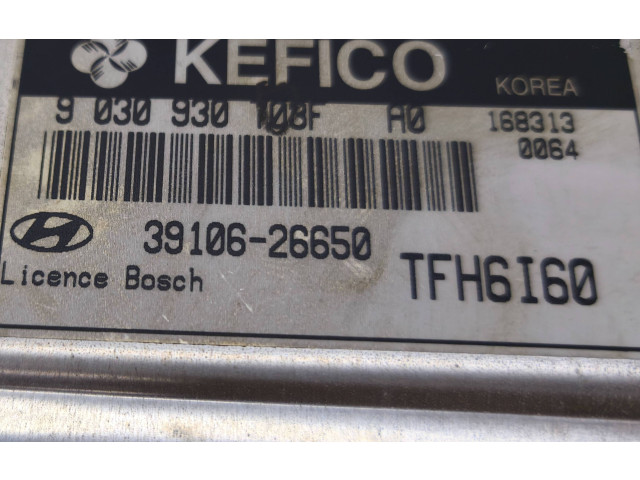 KEFICO
KOREA
9 030 930 A0 168313
0064
39106-26650
Licence Bosch TFH6I60